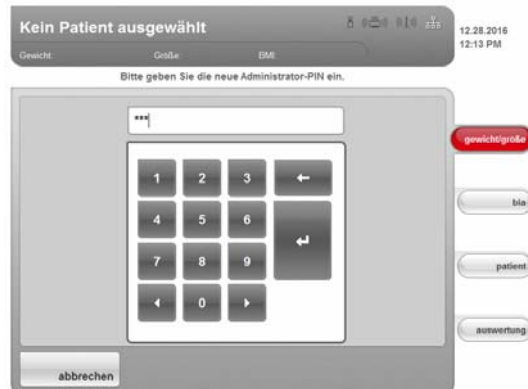 Kein Patient ausgewählt
12.28.2016
12:13 PM
Gewicht: Größe: BMI:
Bitte geben Sie die neue Administrator-PIN ein.
***
1 2 3
4 5 6
7 8 9
0
gewicht/größe
bia
patient
auswertung
abbrechen